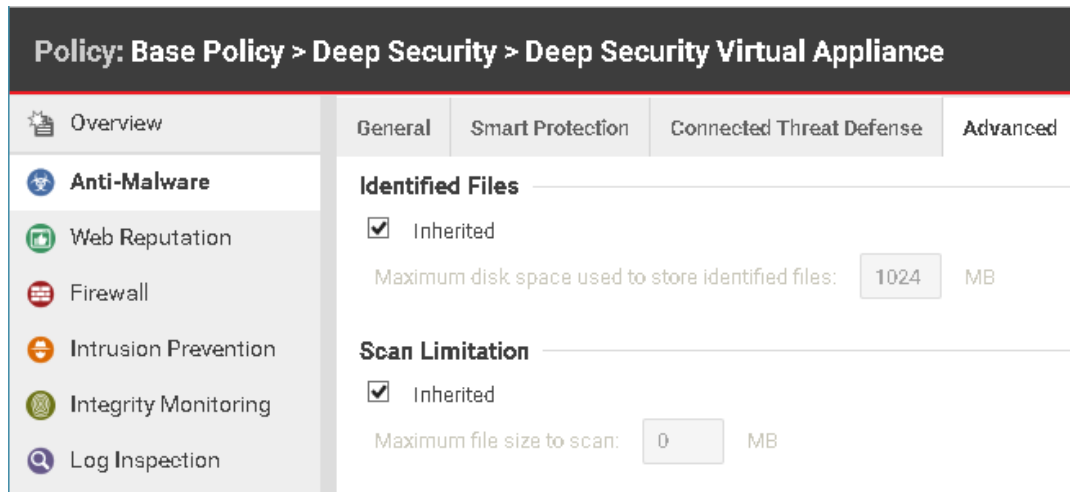 Policy: Base Policy > Deep Security > Deep Security Virtual Appliance
Overview
Anti-Malware
Web Reputation
Firewall
Intrusion Prevention
Integrity Monitoring
Log Inspection
General Smart Protection Connected Threat Defense Advanced
Identified Files
Inherited
Maximum disk space used to store identified files: 1024 MB
Scan Limitation
Inherited
Maximum file size to scan: 0 MB